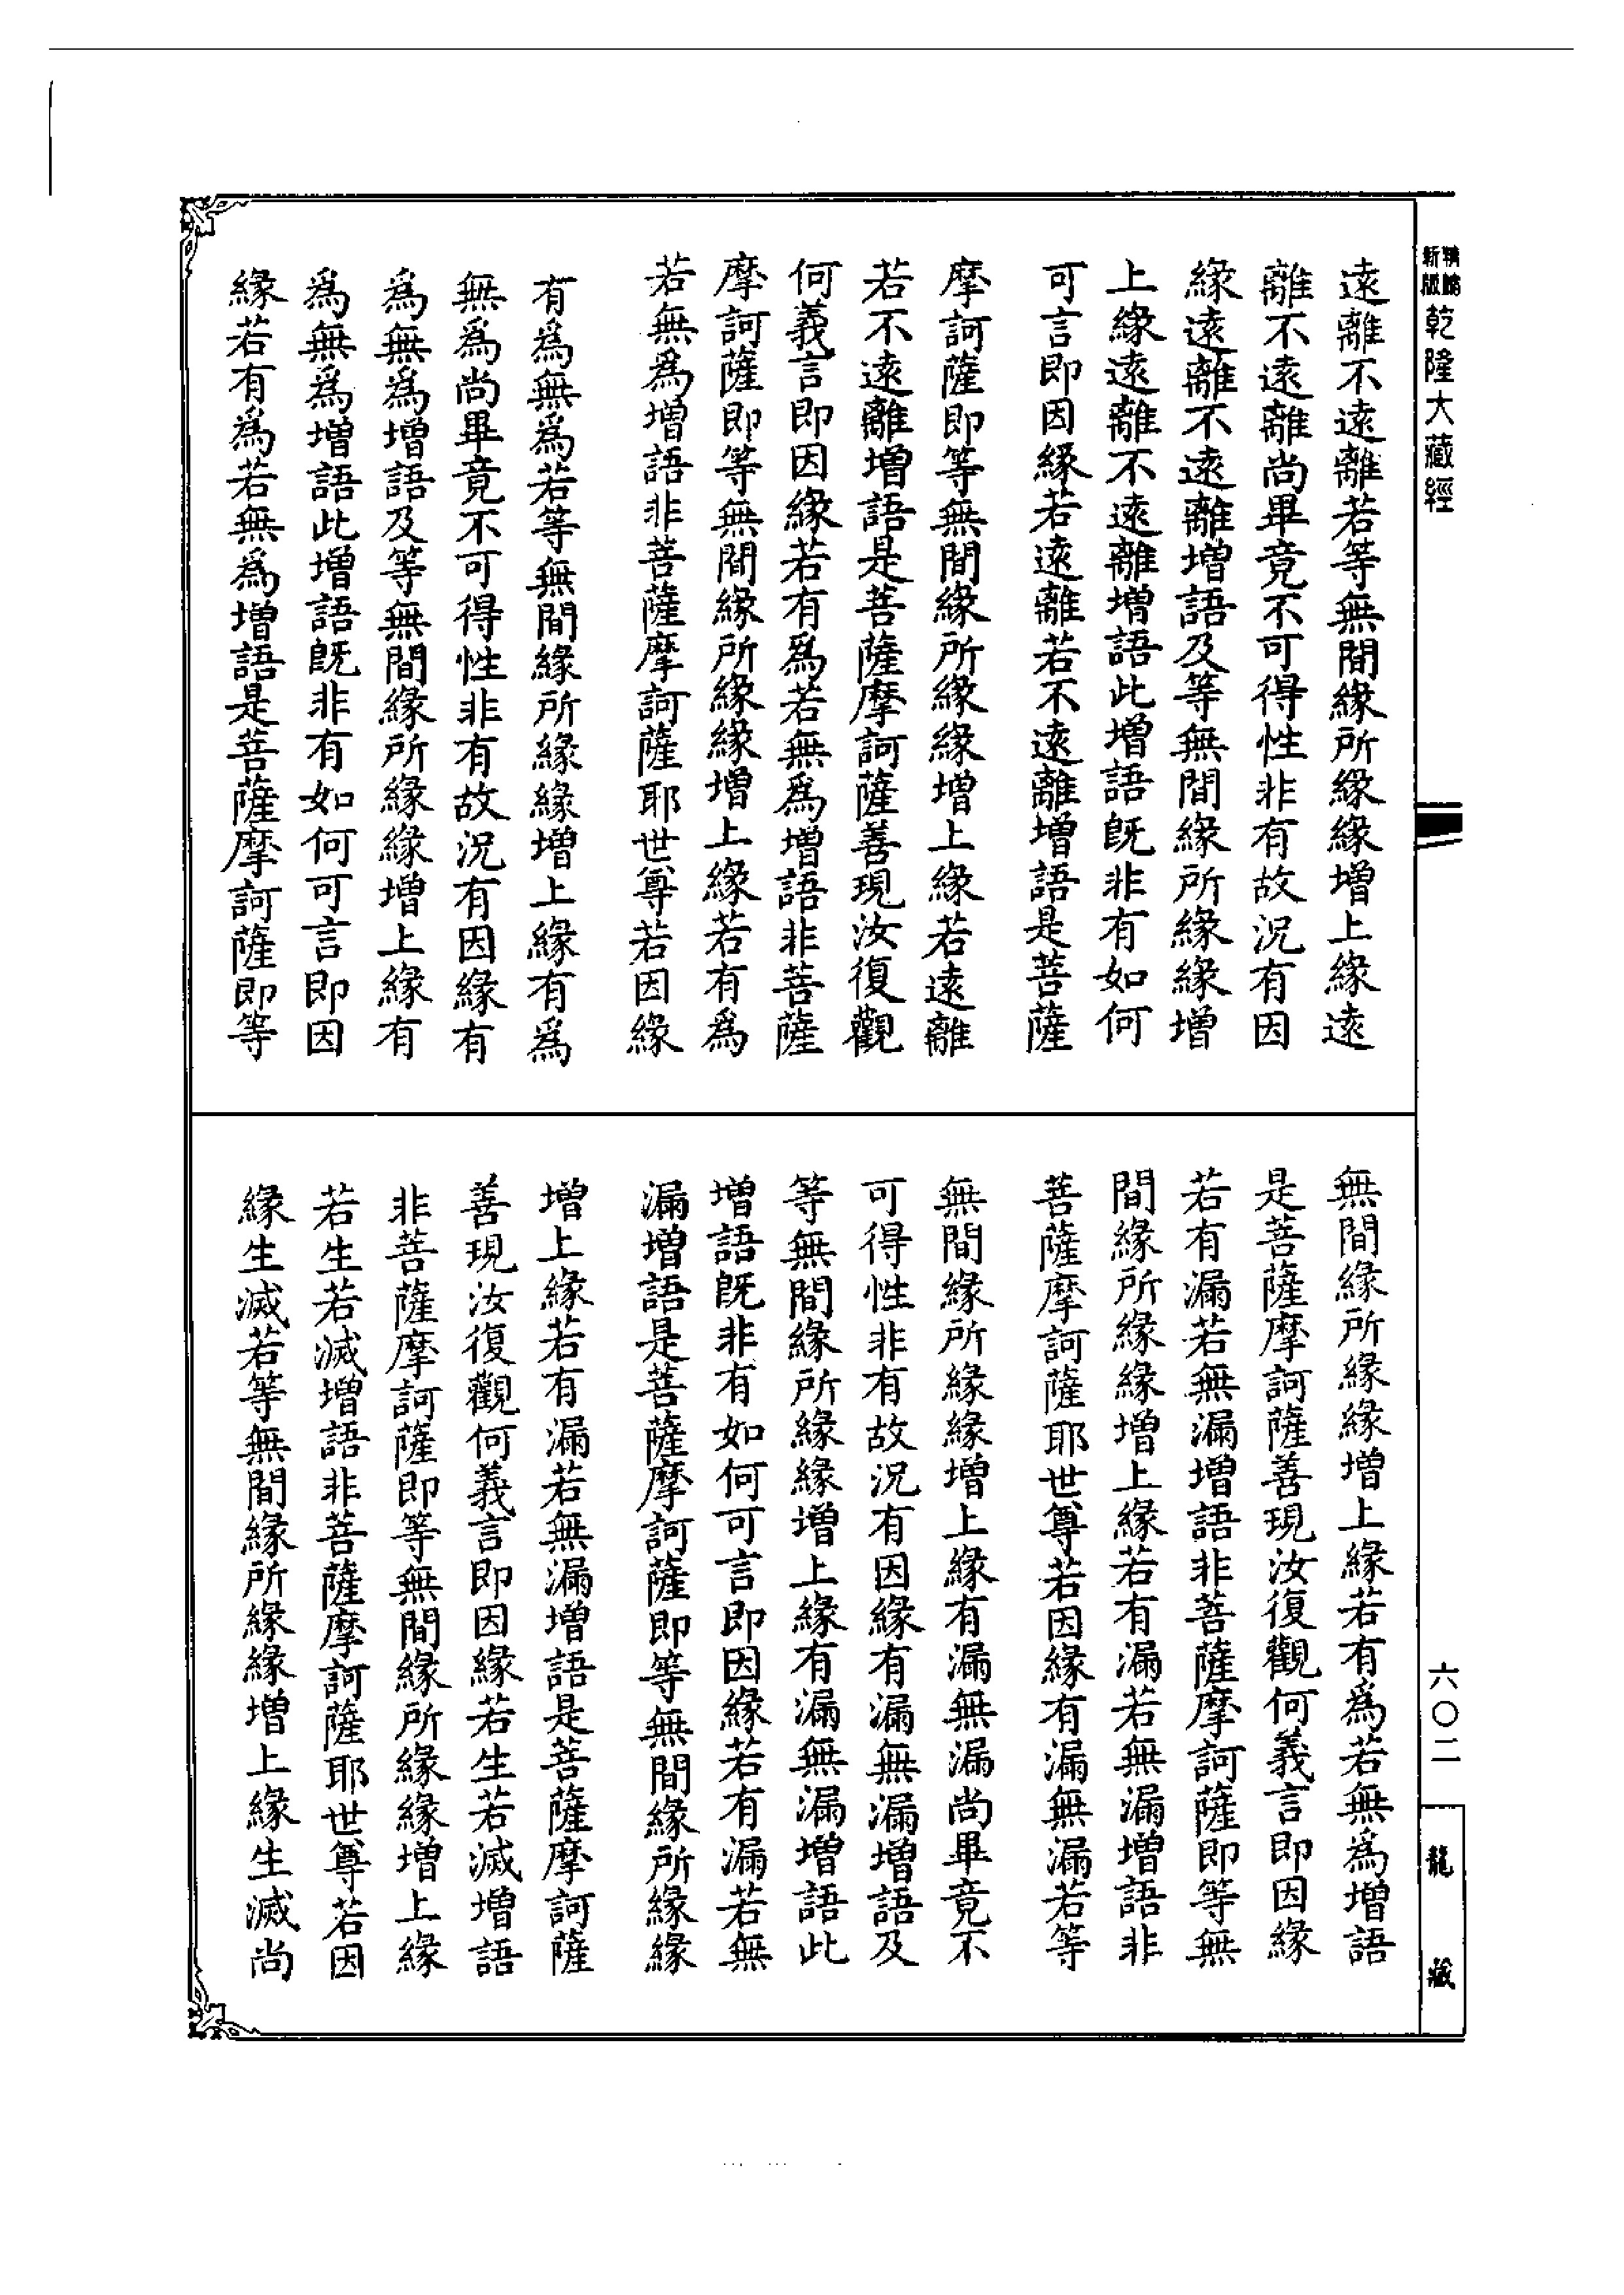 乾隆大藏經
遠離不遠離若等無間緣所緣緣增上緣遠
離不遠離尚畢竟不可得性非有故況有因
緣遠離不遠離增語及等無間緣所緣緣增
上緣遠離不遠離增語此增語既非有如何
可言即因緣若遠離若不遠離增語是菩薩
摩訶薩即等無間緣所緣緣增上緣若遠離
若不遠離增語是菩薩摩訶薩善現汝復觀
何義言即因緣若有為若無為增語非菩薩
摩訶薩即等無間緣所緣緣增上緣若有為
若無為增語非菩薩摩訶薩耶世尊若因緣
有為無為若等無間緣所緣緣增上緣有為
無為尚畢竟不可得性非有故況有因緣有
為無為增語及等無間緣所緣緣增上緣有
為無為增語此增語既非有如何可言即因
緣若有為若無為增語是菩薩摩訶薩即等
無間緣所緣緣增上緣若有為若無為增語
是菩薩摩訶薩善現汝復觀何義言即因緣
若有漏若無漏增語非菩薩摩訶薩即等無
間緣所緣緣增上緣若有漏若無漏增語非
菩薩摩訶薩耶世尊若因緣有漏無漏若等
無間緣所緣緣增上緣有漏無漏尚畢竟不
可得性非有故況有因緣有漏無漏增語及
等無間緣所緣緣增上緣有漏無漏增語此
增語既非有如何可言即因緣若有漏若無
漏增語是菩薩摩訶薩即等無間緣所緣緣
增上緣若有漏若無漏增語是菩薩摩訶薩
善現汝復觀何義言即因緣若生若滅增語
非菩薩摩訶薩即等無間緣所緣緣增上緣
若生若滅增語非菩薩摩訶薩耶世尊若因
緣生滅若等無間緣所緣緣增上緣生滅尚
六〇二
龍藏